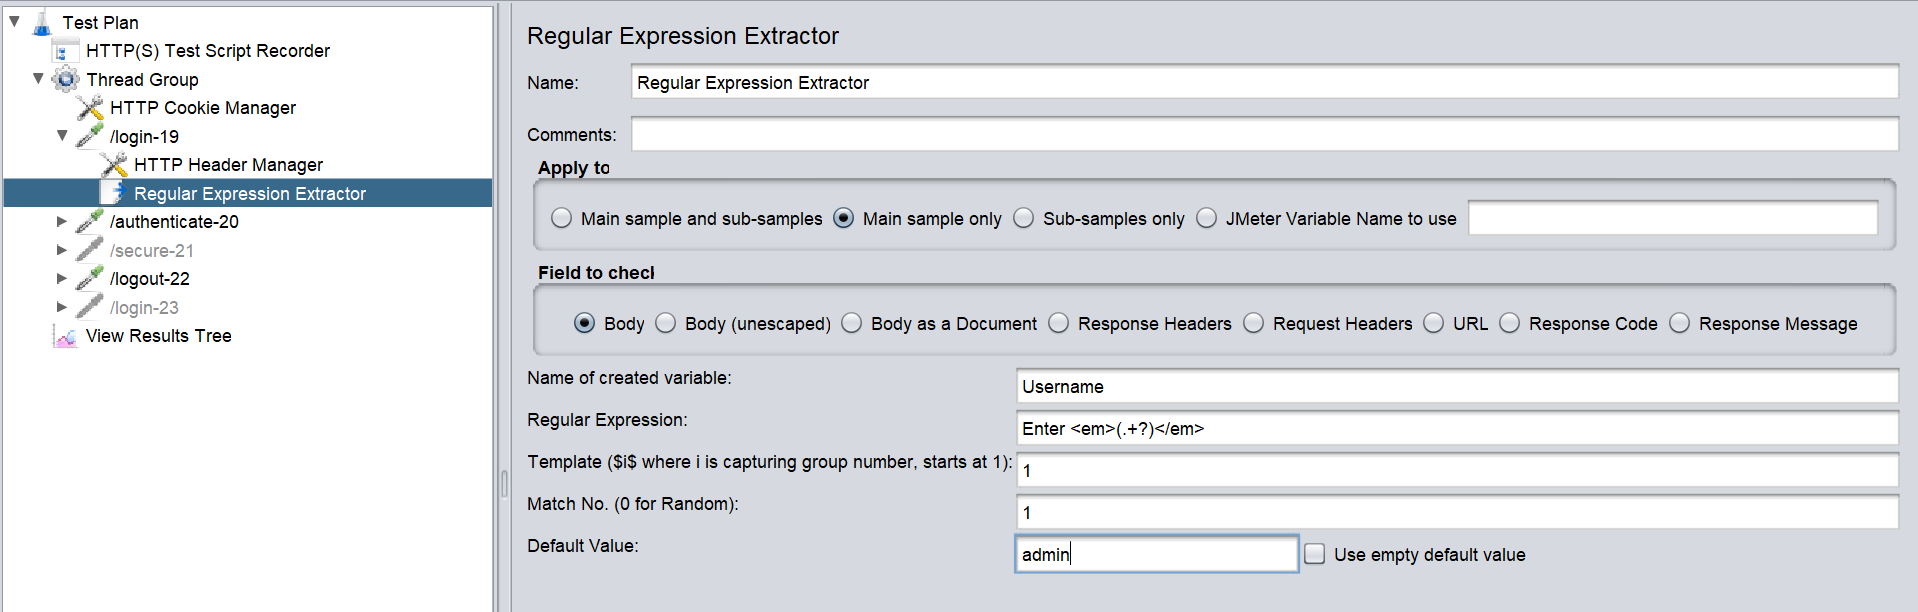 Test Plan
HTTP(S) Test Script Recorder
Thread Group
HTTP Cookie Manager
/login-19
HTTP Header Manager
Regular Expression Extractor
/authenticate-20
/secure-21
/logout-22
/login-23
View Results Tree
Regular Expression Extractor
Name: Regular Expression Extractor
Comments:
Apply to
Main sample and sub-samples Main sample only Sub-samples only JMeter Variable Name to use
Field to check
Body Body (unescaped) Body as a Document Response Headers Request Headers URL Response Code Response Message
Name of created variable: Username
Regular Expression: Enter <em>(.+?)</em>
Template ($i$ where i is capturing group number, starts at 1): 1
Match No. (0 for Random): 1
Default Value: admin Use empty default value